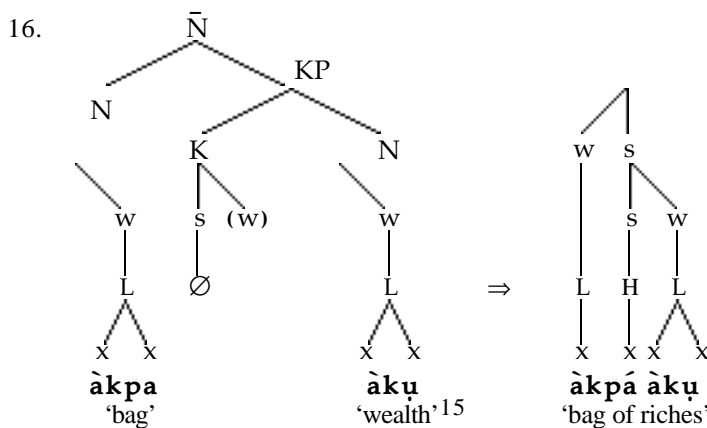 16.
N̄
KP
N
K N w s
w s (w) w s w
L ∅ L ⇒ L H L
x x x x x x x x
àkpa àkụ àkpá àkụ
‘bag’ ‘wealth’15 ‘bag of riches’